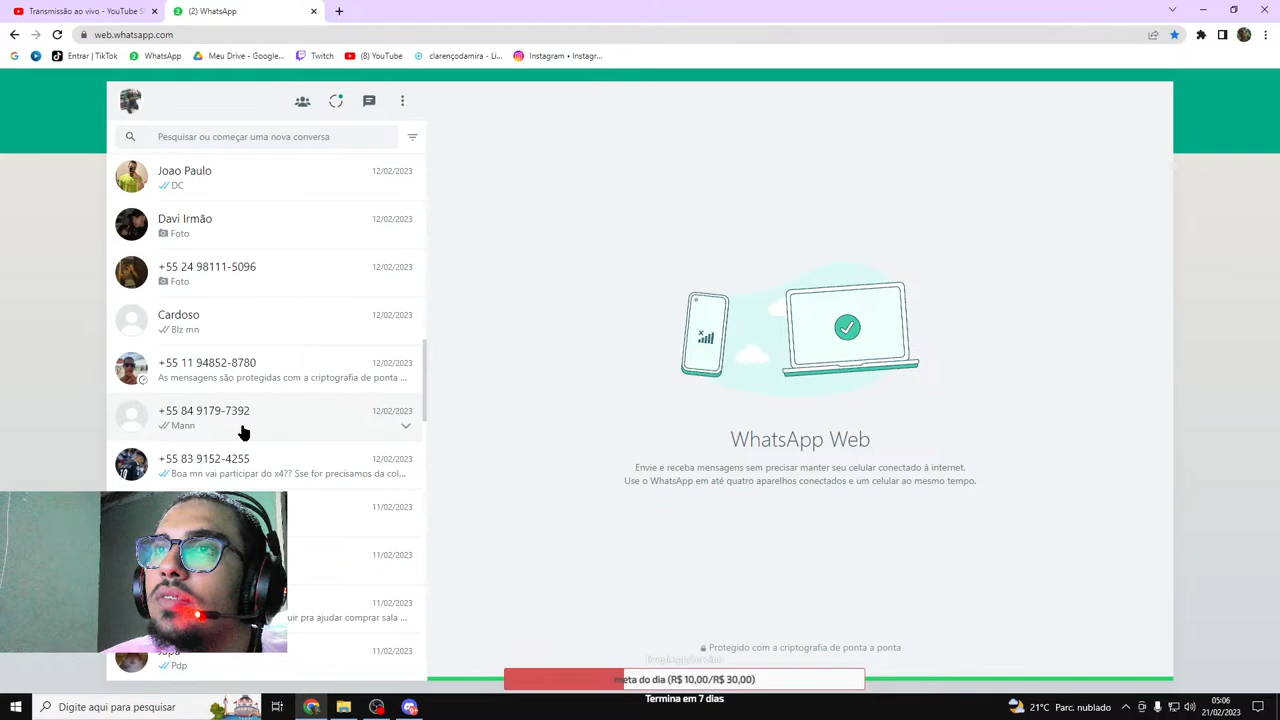 Transmissão ao vivo - YouTube S
(2) WhatsApp
web.whatsapp.com
Entrar | TikTok
WhatsApp
Meu Drive - Google...
Twitch
(8) YouTube
clarençodamira - Li...
Instagram • Instagr...
Pesquisar ou começar uma nova conversa
Joao Paulo 12/02/2023
DC
Davi Irmão 12/02/2023
Foto
+55 24 98111-5096 12/02/2023
Foto
Cardoso 12/02/2023
Blz mn
+55 11 94852-8780 12/02/2023
As mensagens são protegidas com a criptografia de ponta ...
+55 84 9179-7392 12/02/2023
Mann
+55 83 9152-4255 12/02/2023
Boa mn vai participar do x4?? Sse for precisamos da col...
11/02/2023
11/02/2023
11/02/2023
uir pra ajudar comprar sala ...
11/02/2023
Pdp
WhatsApp Web
Envie e receba mensagens sem precisar manter seu celular conectado à internet.
Use o WhatsApp em até quatro aparelhos conectados e um celular ao mesmo tempo.
Protegido com a criptografia de ponta a ponta
meta do dia (R$ 10,00/R$ 30,00)
Termina em 7 dias
Digite aqui para pesquisar
21°C Parc. nublado
05:06
21/02/2023